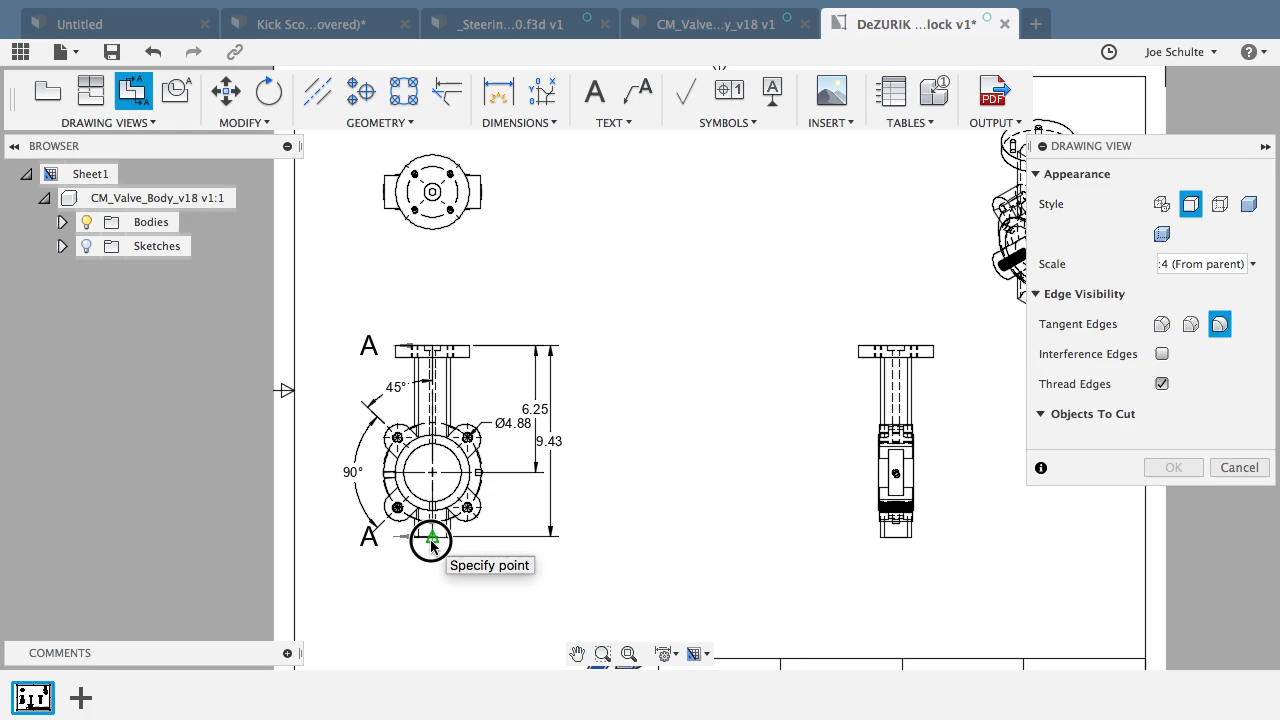 Untitled
Kick Sco...overed)*
_Steerin...0.f3d v1
CM_Valve...y_v18 v1
DeZURIK ...lock v1*
Joe Schulte
DRAWING VIEWS
MODIFY
GEOMETRY
DIMENSIONS
TEXT
SYMBOLS
INSERT
TABLES
OUTPUT
PDF
BROWSER
Sheet1
CM_Valve_Body_v18 v1:1
Bodies
Sketches
DRAWING VIEW
Appearance
Style
Scale
:4 (From parent)
Edge Visibility
Tangent Edges
Interference Edges
Thread Edges
Objects To Cut
OK
Cancel
A
45°
6.25
Ø4.88
9.43
90°
A
Specify point
COMMENTS